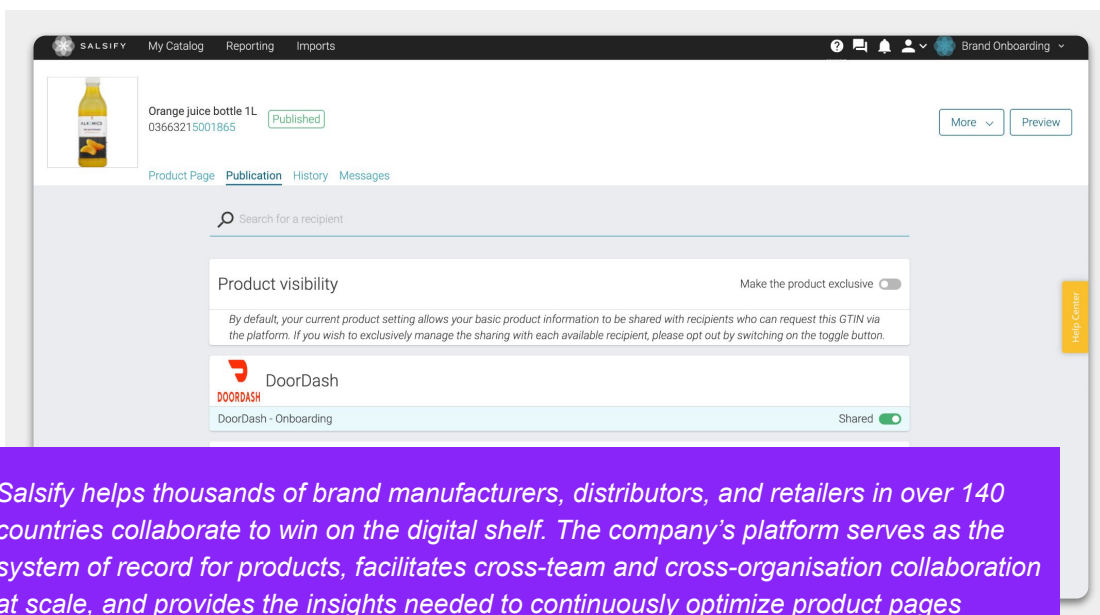 SALSIFY My Catalog Reporting Imports Brand Onboarding
Orange juice bottle 1L
Published
03663215001865
More Preview
Product Page Publication History Messages
Search for a recipient
Product visibility Make the product exclusive
By default, your current product setting allows your basic product information to be shared with recipients who can request this GTIN via
the platform. If you wish to exclusively manage the sharing with each available recipient, please opt out by switching on the toggle button.
Help Center
DoorDash
DOORDASH
DoorDash - Onboarding Shared
Salsify helps thousands of brand manufacturers, distributors, and retailers in over 140
countries collaborate to win on the digital shelf. The company’s platform serves as the
system of record for products, facilitates cross-team and cross-organisation collaboration
at scale, and provides the insights needed to continuously optimize product pages